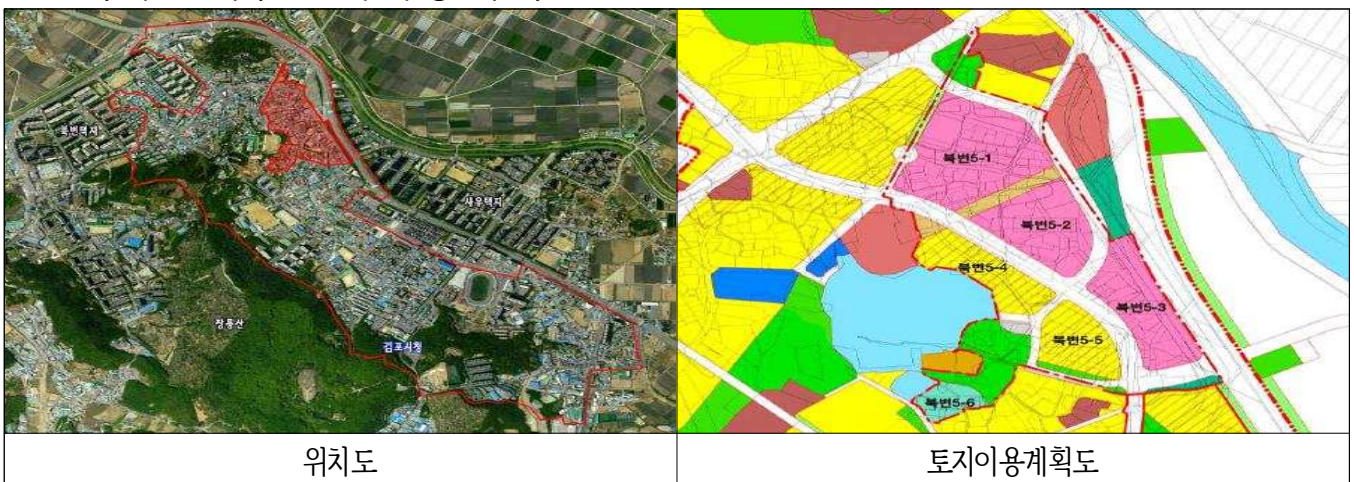 북변택지
사우택지
장릉산
김포시청
북변5-1
북변5-2
북변5-3
북변5-4
북변5-5
북변5-6
위치도
토지이용계획도